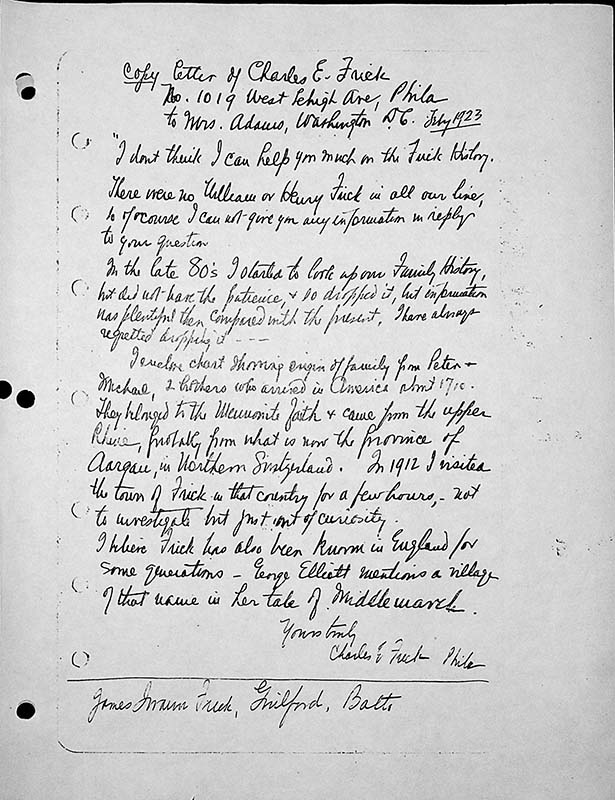 Copy letter of Charles E. Frick
No. 1019 West Lehigh Ave, Phila
to Mrs. Adams, Washington D.C. Feby 1923
"I dont think I can help you much on the Frick History.
There were no William or Henry Frick in all our line,
so of course I can not give you any information in reply
to your question
In the late 80's I started to look up our Family History,
but did not have the patience, & so dropped it, but information
was plentiful then compared with the present. I have always
regretted dropping it - - -
I enclose chart showing origin of family from Peter &
Michael, 2 brothers who arrived in America about
They belonged to the Mennonite faith & came from the upper
Rhine, probably from what is now the province of
Aargau, in Northern Switzerland. In 1912 I visited
the town of Frick in that country for a few hours, - not
to investigate but just out of curiosity.
I believe Frick has also been known in England for
some generations - George Elliott mentions a village
of that name in her tale of Middlemarch.
Yours truly
Charles E Frick Phila
James Frick, Guilford, Balto